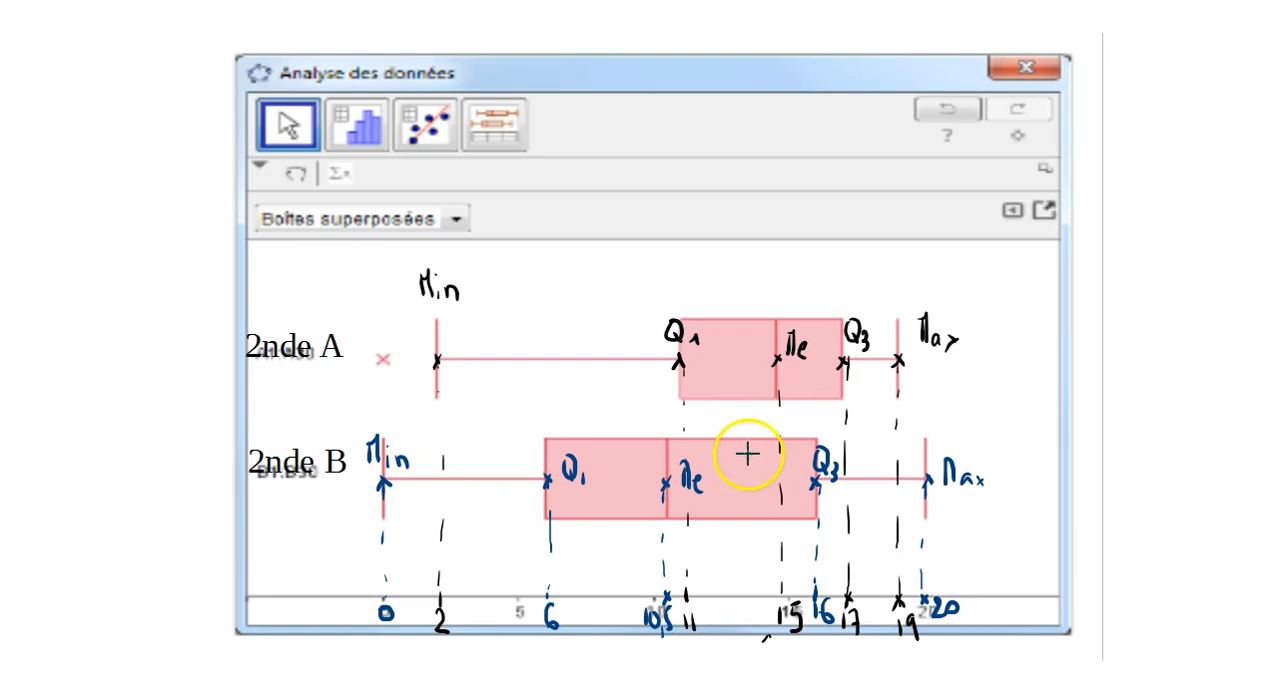 Analyse des données
?
Σx
Boîtes superposées
Min
2nde A
Q1
Me
Q3
Max
2nde B
Min
Q1
Me
Q3
Max
0 2 5 6 10,5 11 15 16 17 19 20